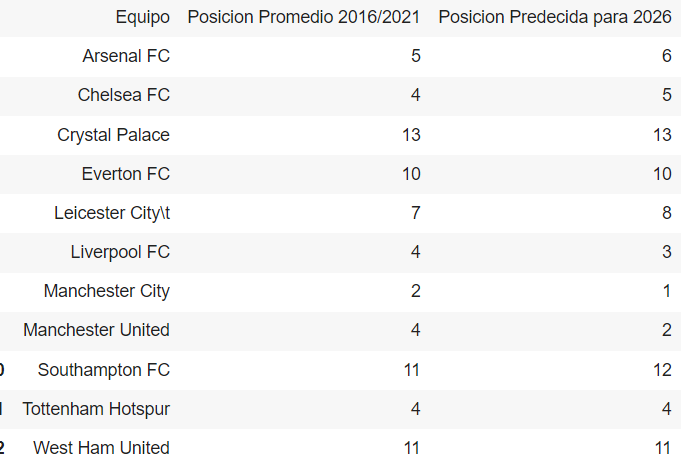 Equipo Posicion Promedio 2016/2021 Posicion Predecida para 2026
Arsenal FC 5 6
Chelsea FC 4 5
Crystal Palace 13 13
Everton FC 10 10
Leicester City\t 7 8
Liverpool FC 4 3
Manchester City 2 1
Manchester United 4 2
0 Southampton FC 11 12
1 Tottenham Hotspur 4 4
2 West Ham United 11 11